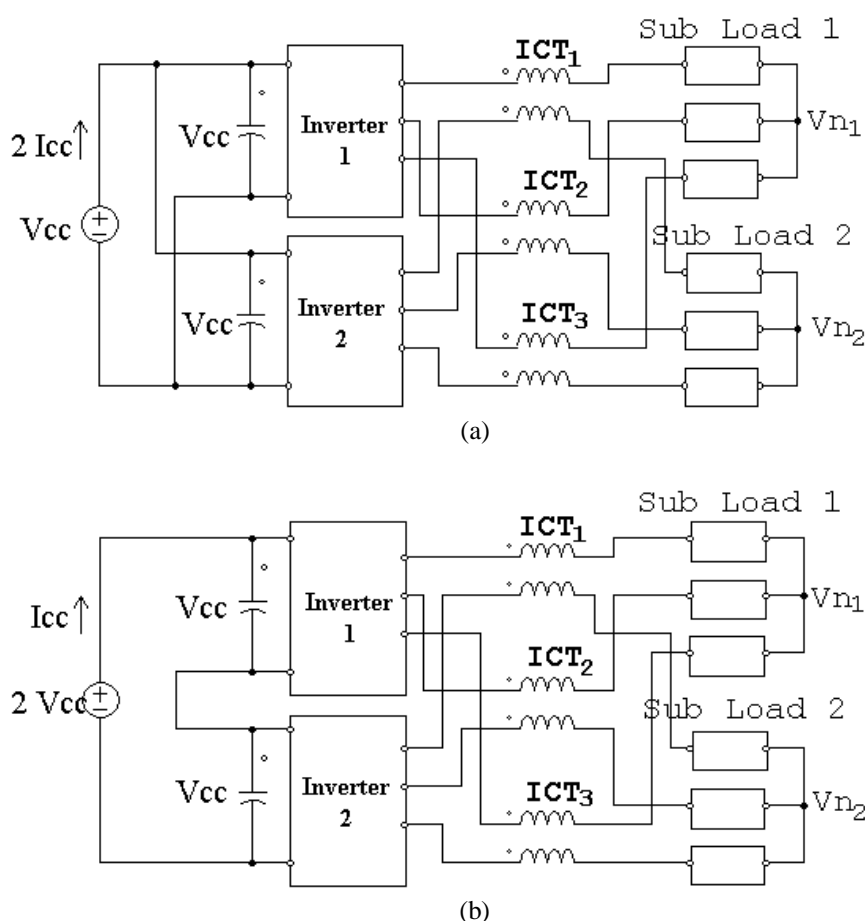 Sub Load 1
ICT1
Vcc
Inverter
1
Vn1
2 Icc
ICT2
Vcc
Sub Load 2
Vcc
Inverter
2
ICT3
Vn2
(a)
Sub Load 1
ICT1
Vcc
Inverter
1
Vn1
Icc
ICT2
2 Vcc
Sub Load 2
Vcc
Inverter
2
ICT3
Vn2
(b)